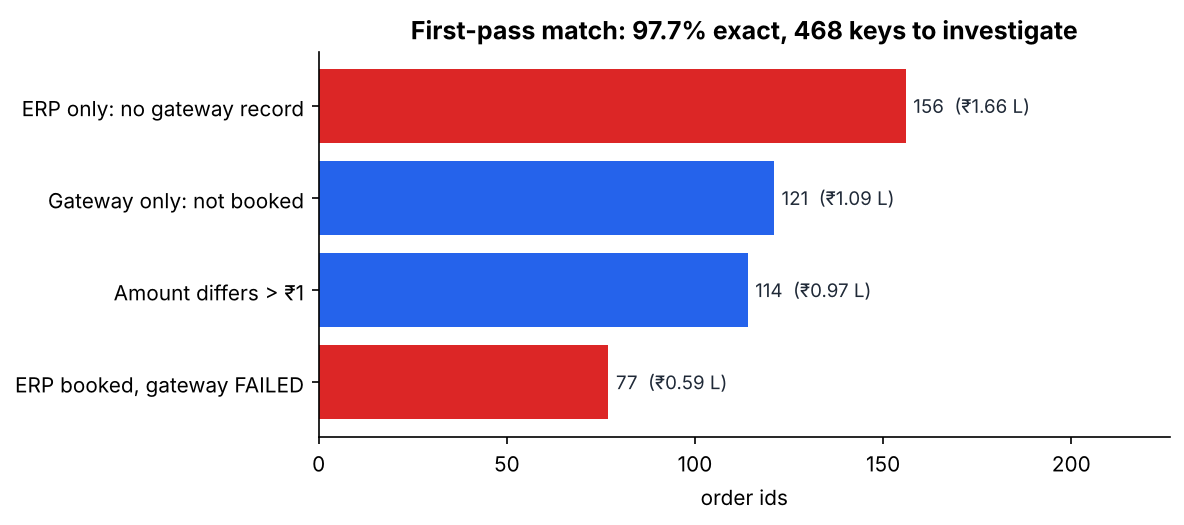 First-pass match: 97.7% exact, 468 keys to investigate
ERP only: no gateway record
156 (₹1.66 L)
Gateway only: not booked
121 (₹1.09 L)
Amount differs > ₹1
114 (₹0.97 L)
ERP booked, gateway FAILED
77 (₹0.59 L)
0 50 100 150 200
order ids